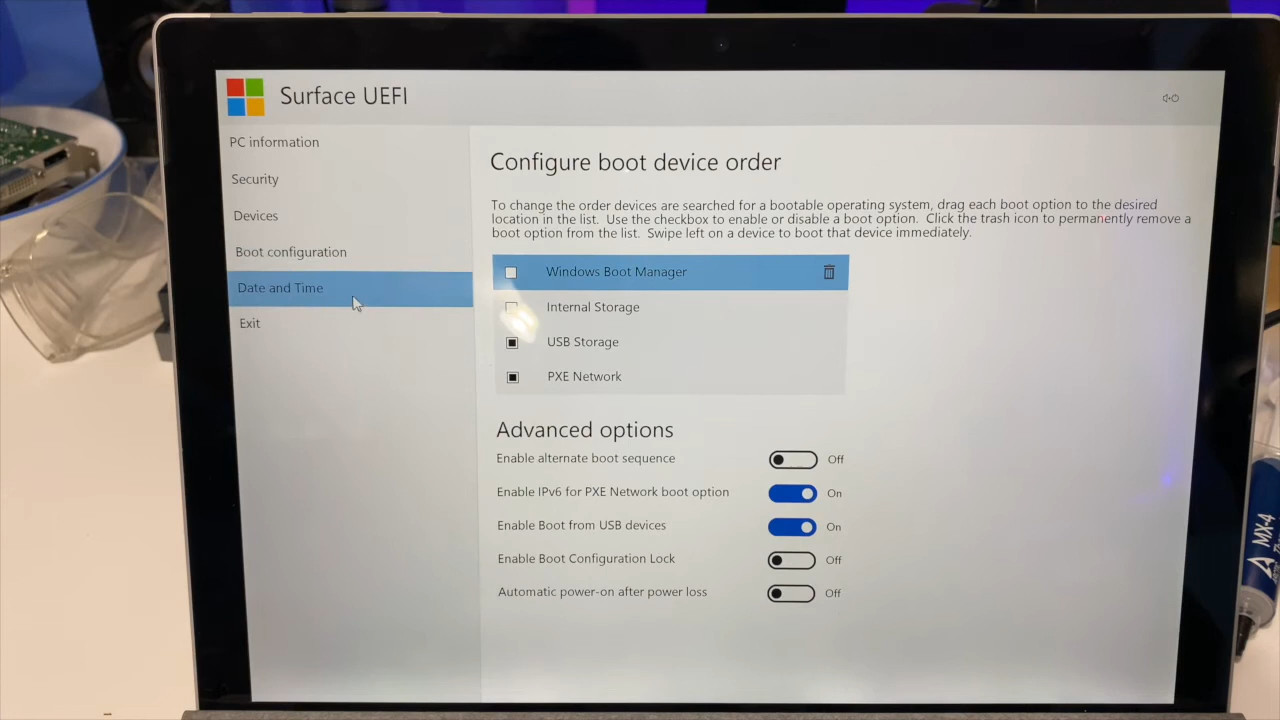 Surface UEFI
PC information
Security
Devices
Boot configuration
Date and Time
Exit
Configure boot device order
To change the order devices are searched for a bootable operating system, drag each boot option to the desired
location in the list. Use the checkbox to enable or disable a boot option. Click the trash icon to permanently remove a
boot option from the list. Swipe left on a device to boot that device immediately.
Windows Boot Manager
Internal Storage
USB Storage
PXE Network
Advanced options
Enable alternate boot sequence Off
Enable IPv6 for PXE Network boot option On
Enable Boot from USB devices On
Enable Boot Configuration Lock Off
Automatic power-on after power loss Off
MX-4